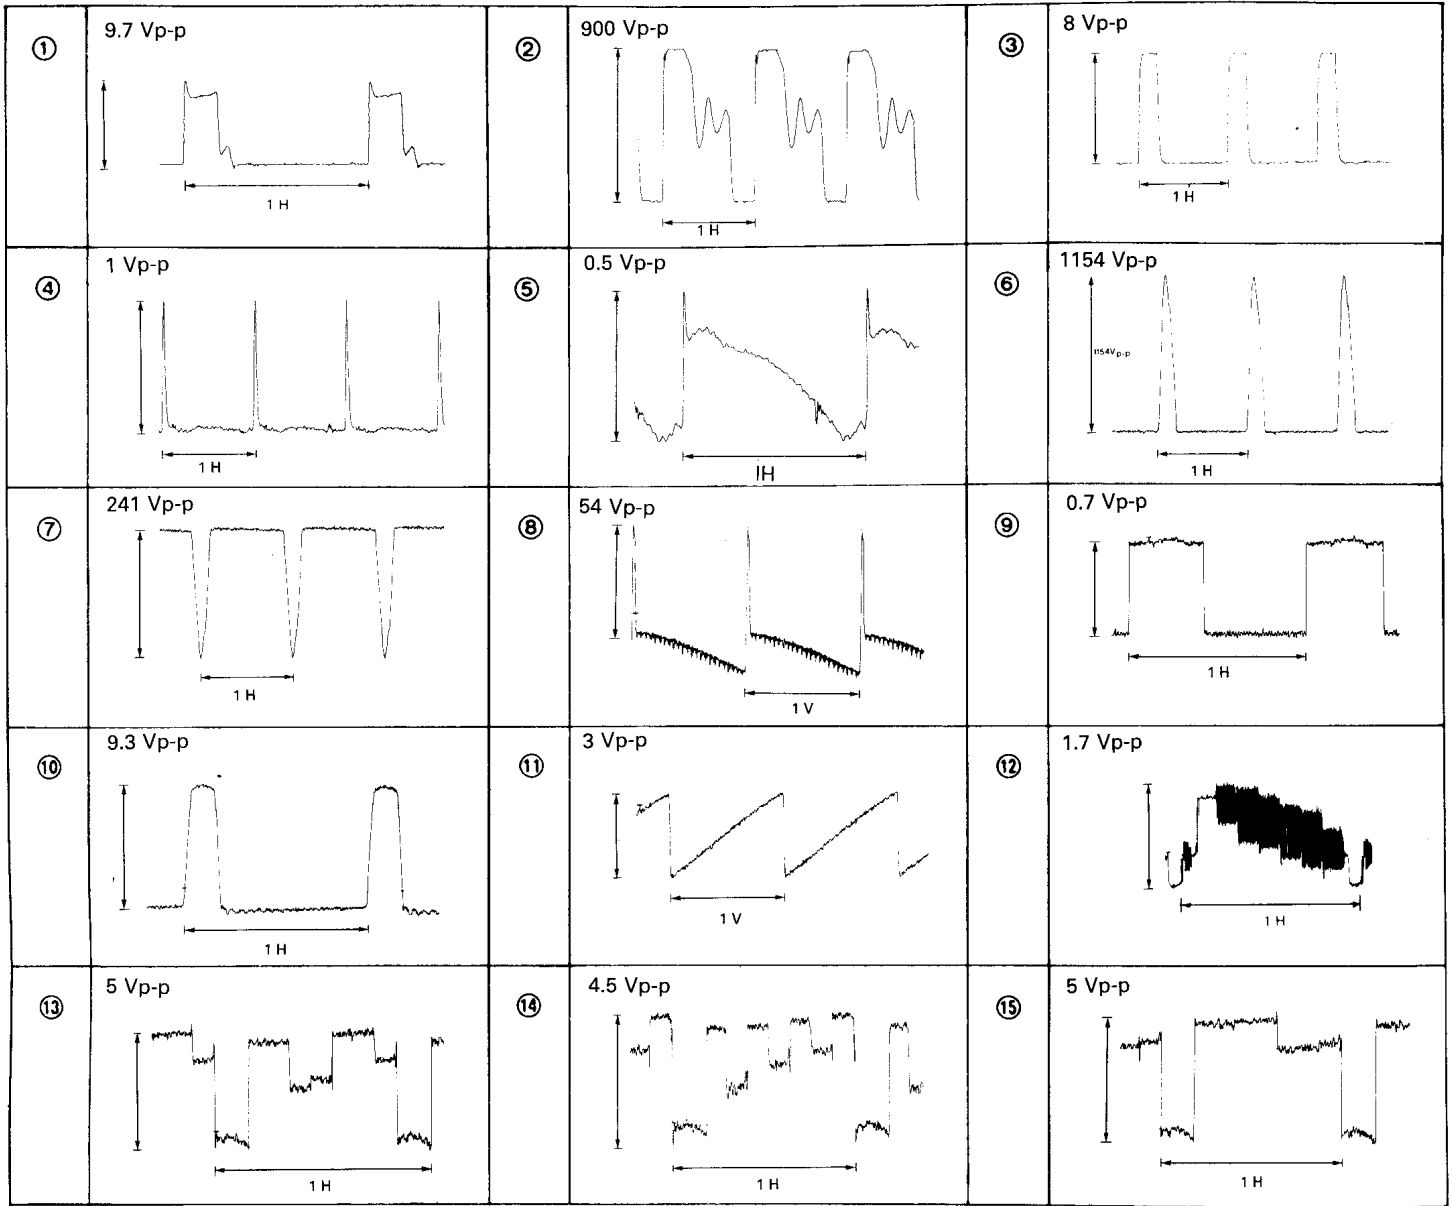 ① 9.7 Vp-p
1 H
② 900 Vp-p
1 H
③ 8 Vp-p
1 H
④ 1 Vp-p
1 H
⑤ 0.5 Vp-p
IH
⑥ 1154 Vp-p
1154Vp-p
1 H
⑦ 241 Vp-p
1 H
⑧ 54 Vp-p
1 V
⑨ 0.7 Vp-p
1 H
⑩ 9.3 Vp-p
1 H
⑪ 3 Vp-p
1 V
⑫ 1.7 Vp-p
1 H
⑬ 5 Vp-p
1 H
⑭ 4.5 Vp-p
1 H
⑮ 5 Vp-p
1 H